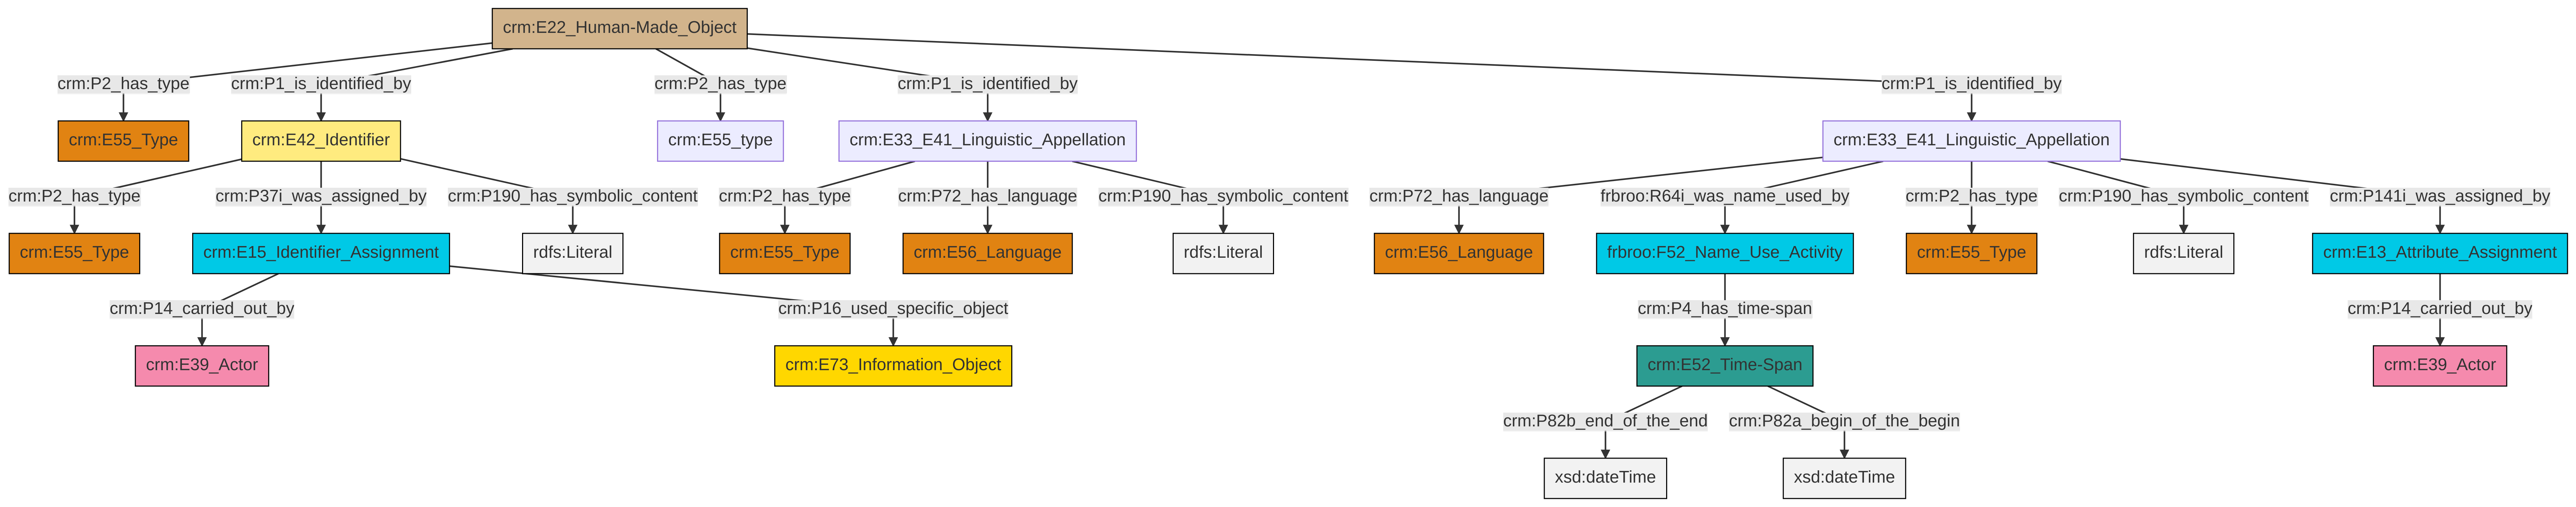 crm:E22_Human-Made_Object
crm:P2_has_type
crm:P1_is_identified_by
crm:P2_has_type
crm:P1_is_identified_by
crm:P1_is_identified_by
crm:E55_Type
crm:E42_Identifier
crm:E55_type
crm:E33_E41_Linguistic_Appellation
crm:E33_E41_Linguistic_Appellation
crm:P2_has_type
crm:P37i_was_assigned_by
crm:P190_has_symbolic_content
crm:P2_has_type
crm:P72_has_language
crm:P190_has_symbolic_content
crm:P72_has_language
frbroo:R64i_was_name_used_by
crm:P2_has_type
crm:P190_has_symbolic_content
crm:P141i_was_assigned_by
crm:E55_Type
crm:E15_Identifier_Assignment
rdfs:Literal
crm:E55_Type
crm:E56_Language
rdfs:Literal
crm:E56_Language
frbroo:F52_Name_Use_Activity
crm:E55_Type
rdfs:Literal
crm:E13_Attribute_Assignment
crm:P14_carried_out_by
crm:P16_used_specific_object
crm:P4_has_time-span
crm:P14_carried_out_by
crm:E39_Actor
crm:E73_Information_Object
crm:E52_Time-Span
crm:E39_Actor
crm:P82b_end_of_the_end
crm:P82a_begin_of_the_begin
xsd:dateTime
xsd:dateTime